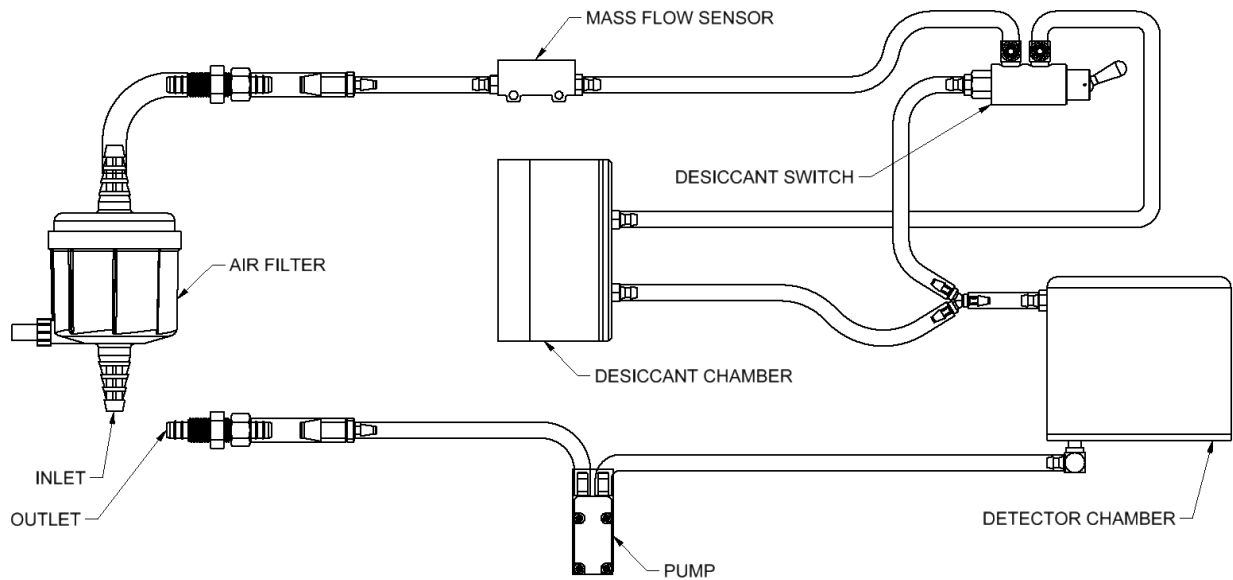 MASS FLOW SENSOR
DESICCANT SWITCH
AIR FILTER
DESICCANT CHAMBER
INLET
OUTLET
DETECTOR CHAMBER
PUMP